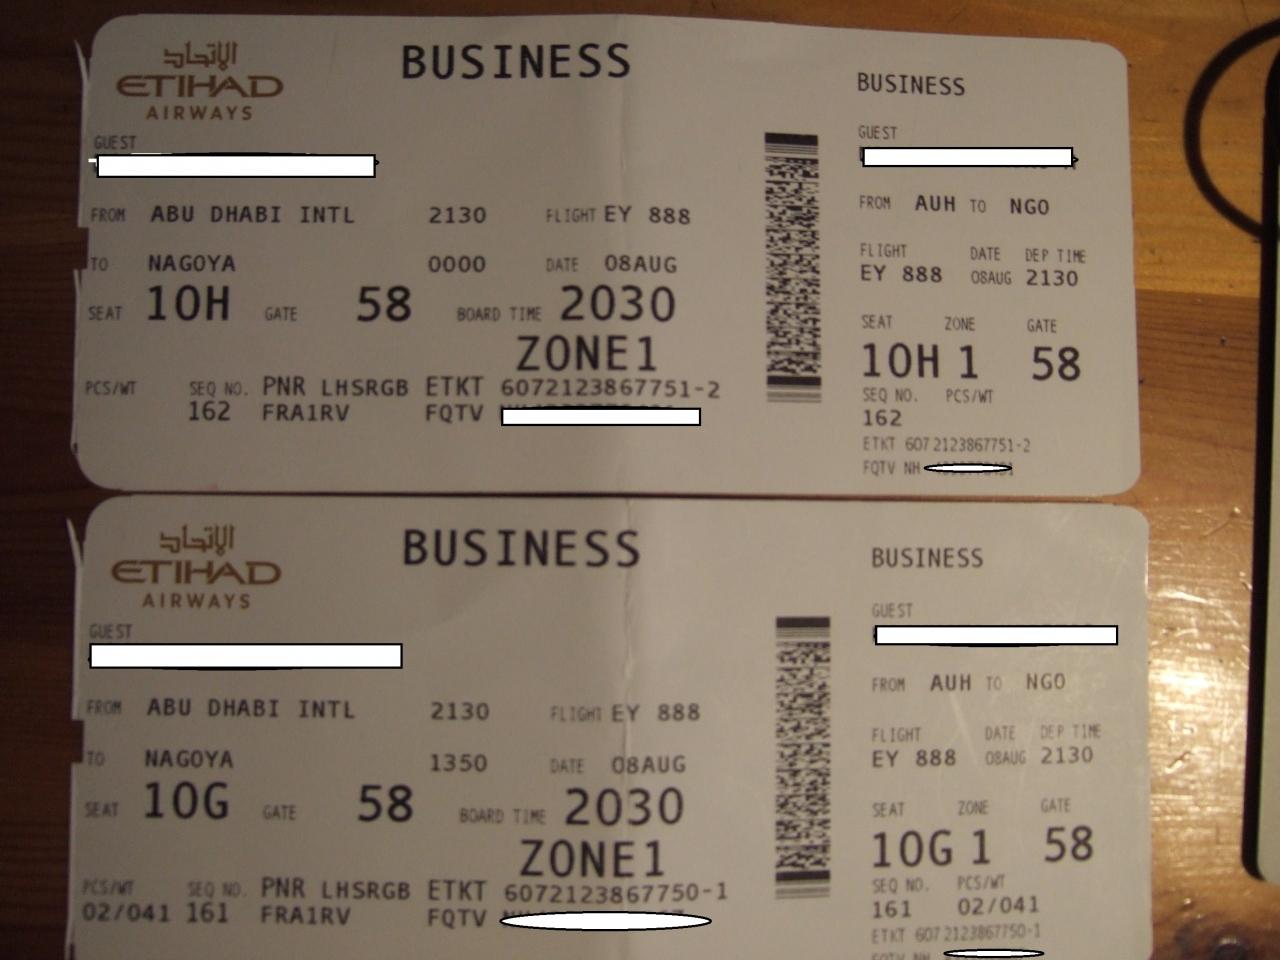 الإتحاد
ETIHAD
AIRWAYS
BUSINESS
GUEST
FROM ABU DHABI INTL 2130 FLIGHT EY 888
TO NAGOYA 0000 DATE 08AUG
SEAT 10H GATE 58 BOARD TIME 2030
ZONE1
PCS/WT SEQ NO. PNR LHSRGB ETKT 6072123867751-2
162 FRA1RV FQTV
BUSINESS
GUEST
FROM AUH TO NGO
FLIGHT DATE DEP TIME
EY 888 08AUG 2130
SEAT ZONE GATE
10H 1 58
SEQ NO. PCS/WT
162
ETKT 6072123867751-2
FQTV NH
الإتحاد
ETIHAD
AIRWAYS
BUSINESS
GUEST
FROM ABU DHABI INTL 2130 FLIGHT EY 888
TO NAGOYA 1350 DATE 08AUG
SEAT 10G GATE 58 BOARD TIME 2030
ZONE1
PCS/WT SEQ NO. PNR LHSRGB ETKT 6072123867750-1
02/041 161 FRA1RV FQTV
BUSINESS
GUEST
FROM AUH TO NGO
FLIGHT DATE DEP TIME
EY 888 08AUG 2130
SEAT ZONE GATE
10G 1 58
SEQ NO. PCS/WT
161 02/041
ETKT 6072123867750-1
FQTV NH